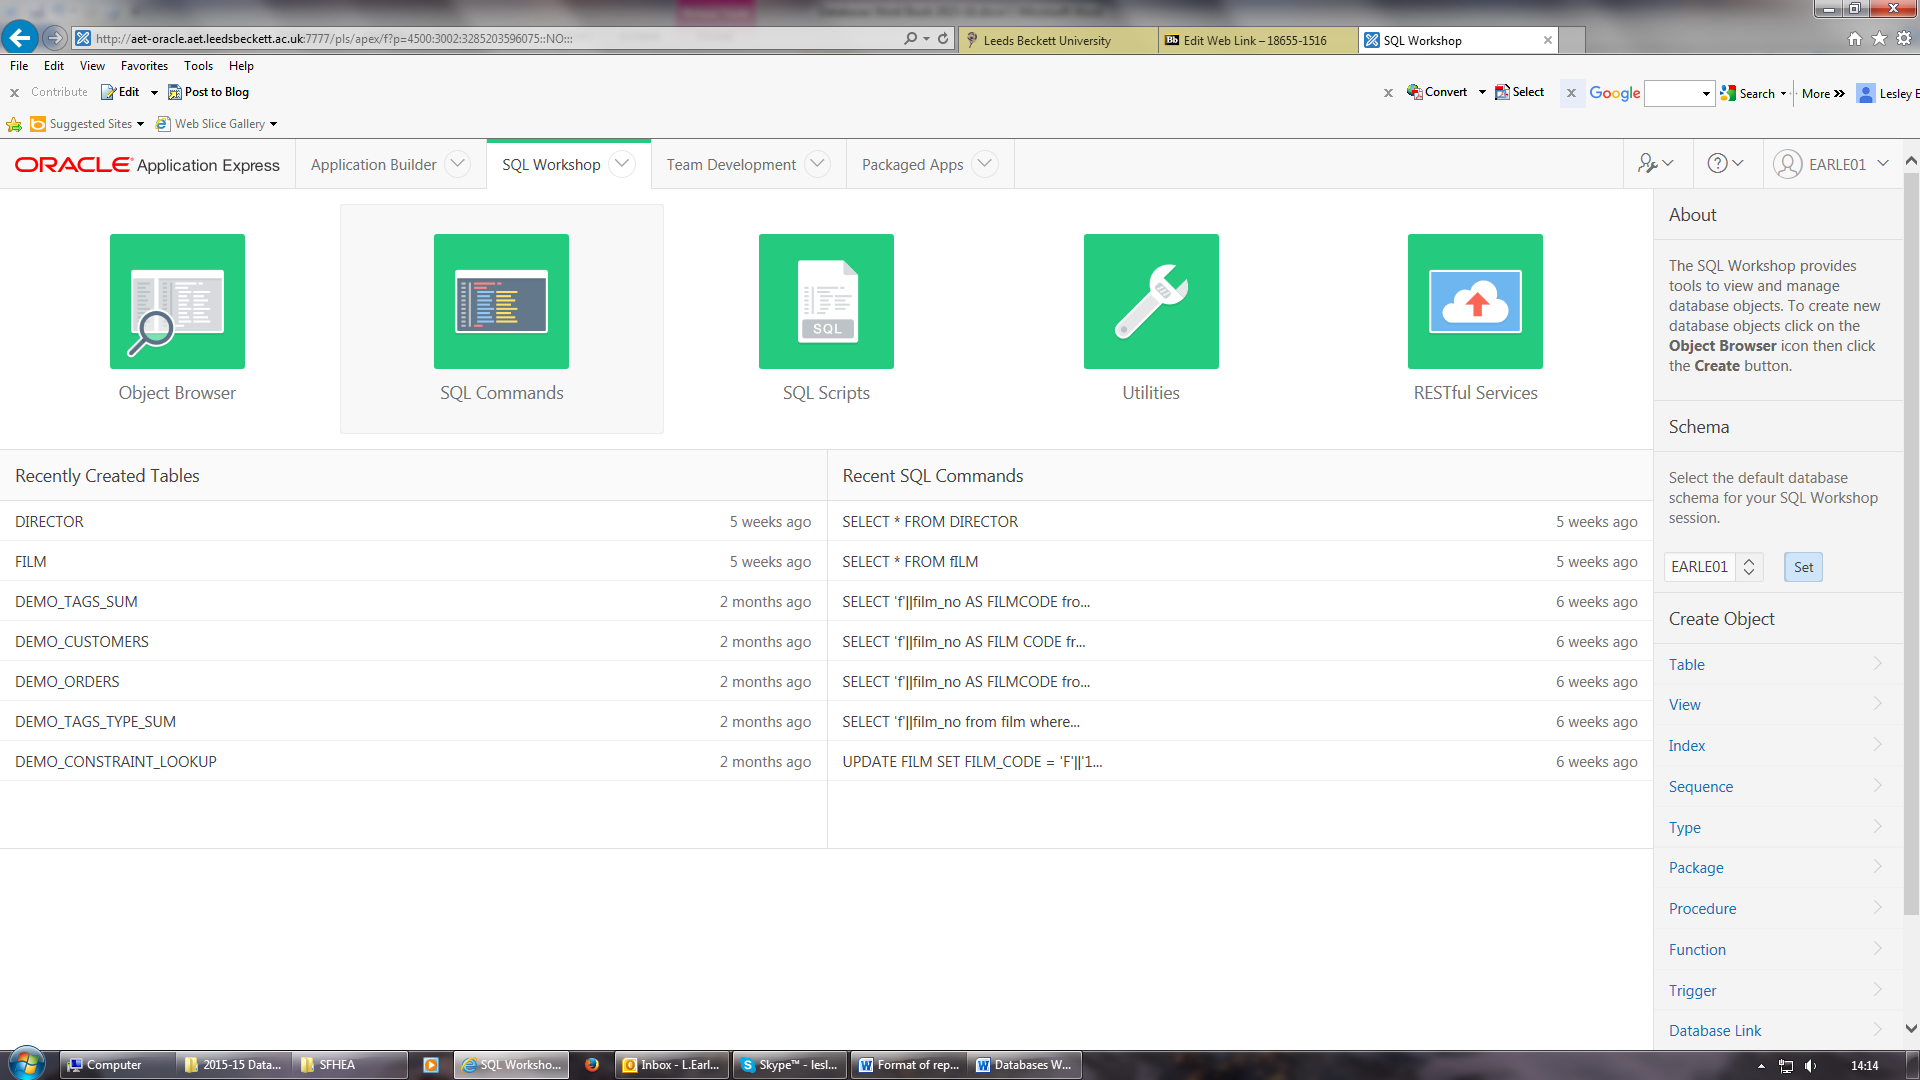 http://aet-oracle.aet.leedsbeckett.ac.uk:7777/pls/apex/f?p=4500:3002:3285203596075::NO:::
Leeds Beckett University
Bb Edit Web Link – 18655-1516
SQL Workshop
File Edit View Favorites Tools Help
x Contribute Edit Post to Blog
x Convert Select
x Google Search More » Lesley E
Suggested Sites Web Slice Gallery
ORACLE Application Express
Application Builder
SQL Workshop
Team Development
Packaged Apps
EARLE01
Object Browser
SQL Commands
SQL
SQL Scripts
Utilities
RESTful Services
Recently Created Tables
DIRECTOR 5 weeks ago
FILM 5 weeks ago
DEMO_TAGS_SUM 2 months ago
DEMO_CUSTOMERS 2 months ago
DEMO_ORDERS 2 months ago
DEMO_TAGS_TYPE_SUM 2 months ago
DEMO_CONSTRAINT_LOOKUP 2 months ago
Recent SQL Commands
SELECT * FROM DIRECTOR 5 weeks ago
SELECT * FROM fILM 5 weeks ago
SELECT 'f'||film_no AS FILMCODE fro... 6 weeks ago
SELECT 'f'||film_no AS FILM CODE fr... 6 weeks ago
SELECT 'f'||film_no AS FILMCODE fro... 6 weeks ago
SELECT 'f'||film_no from film where... 6 weeks ago
UPDATE FILM SET FILM_CODE = 'F'||'1... 6 weeks ago
About
The SQL Workshop provides
tools to view and manage
database objects. To create new
database objects click on the
Object Browser icon then click
the Create button.
Schema
Select the default database
schema for your SQL Workshop
session.
EARLE01 Set
Create Object
Table
View
Index
Sequence
Type
Package
Procedure
Function
Trigger
Database Link
Computer
2015-15 Data...
SFHEA
SQL Worksho...
Inbox - L.Earl...
Skype™ - lesl...
Format of rep...
Databases W...
14:14